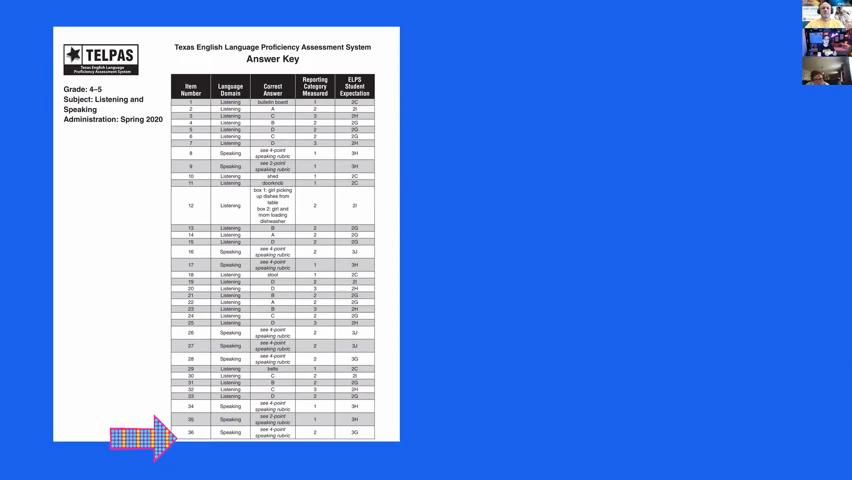 TELPAS
Texas English Language
Proficiency Assessment System
Grade: 4–5
Subject: Listening and
Speaking
Administration: Spring 2020
Texas English Language Proficiency Assessment System
Answer Key
Item Number Language Domain Correct Answer Reporting Category Measured ELPS Student Expectation
1 Listening bulletin board 1 2C
2 Listening A 2 2I
3 Listening C 3 2H
4 Listening B 2 2G
5 Listening D 2 2G
6 Listening C 2 2G
7 Listening D 3 2H
8 Speaking see 4-point speaking rubric 1 3H
9 Speaking see 2-point speaking rubric 1 3H
10 Listening shed 1 2C
11 Listening doorknob 1 2C
12 Listening box 1: girl picking up dishes from table box 2: girl and mom loading dishwasher 2 2I
13 Listening B 2 2G
14 Listening A 2 2G
15 Listening D 2 2G
16 Speaking see 4-point speaking rubric 2 3J
17 Speaking see 4-point speaking rubric 1 3H
18 Listening stool 1 2C
19 Listening D 2 2I
20 Listening D 3 2H
21 Listening B 2 2G
22 Listening A 2 2G
23 Listening B 3 2H
24 Listening C 2 2G
25 Listening D 3 2H
26 Speaking see 4-point speaking rubric 2 3J
27 Speaking see 4-point speaking rubric 2 3J
28 Speaking see 4-point speaking rubric 2 3G
29 Listening belts 1 2C
30 Listening C 2 2I
31 Listening B 2 2G
32 Listening C 3 2H
33 Listening D 2 2G
34 Speaking see 4-point speaking rubric 1 3H
35 Speaking see 2-point speaking rubric 1 3H
36 Speaking see 4-point speaking rubric 2 3G